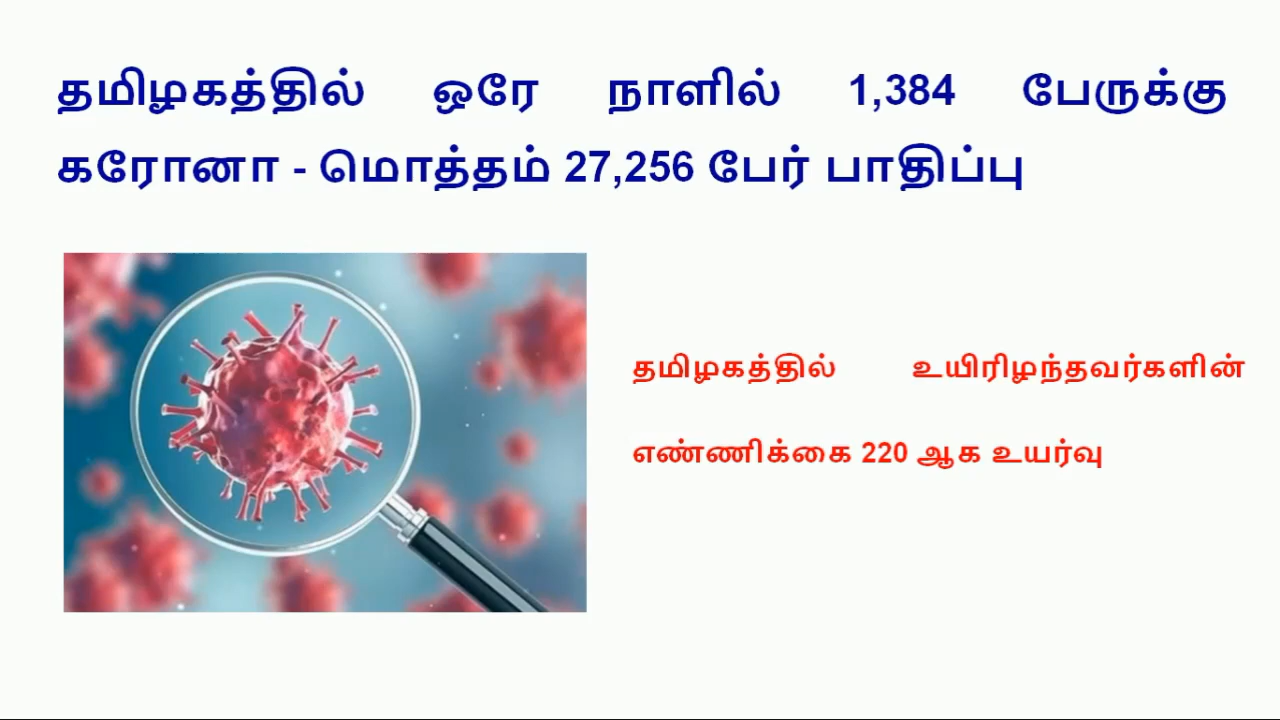 தமிழகத்தில் ஒரே நாளில் 1,384 பேருக்கு
கரோனா - மொத்தம் 27,256 பேர் பாதிப்பு
தமிழகத்தில் உயிரிழந்தவர்களின்
எண்ணிக்கை 220 ஆக உயர்வு